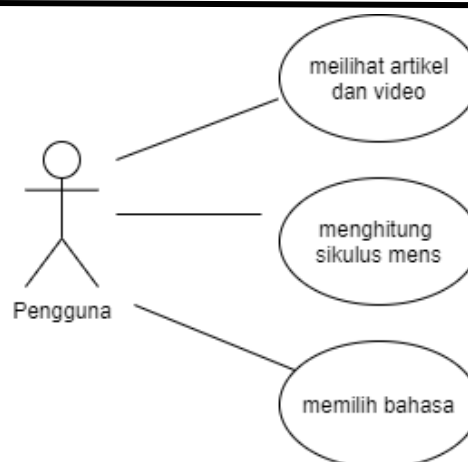 meilihat artikel
dan video
menghitung
sikulus mens
Pengguna
memilih bahasa